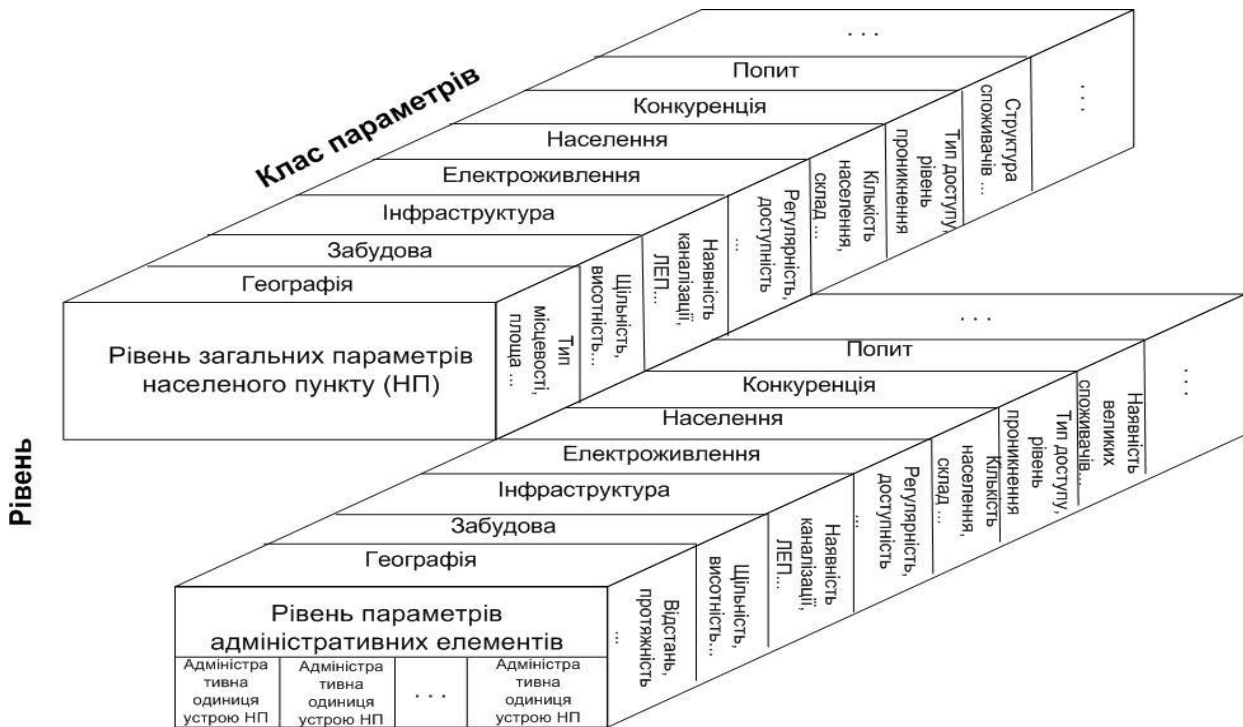 Клас параметрів
Рівень
. . .
Попит
Конкуренція
Населення
Електроживлення
Інфраструктура
Забудова
Географія
Рівень загальних параметрів
населеного пункту (НП)
Тип
місцевості,
площа ...
Щільність,
висотність...
Наявність
каналізації,
ЛЕП...
Регулярність,
доступність
...
Кількість
населення,
склад ...
Тип доступу,
рівень
проникнення
Структура
споживачів ...
. . .
. . .
Попит
Конкуренція
Населення
Електроживлення
Інфраструктура
Забудова
Географія
Рівень параметрів
адміністративних елементів
Адміністра
тивна
одиниця
устрою НП
Адміністра
тивна
одиниця
устрою НП
. . .
Адміністра
тивна
одиниця
устрою НП
Відстань,
протяжність
...
Щільність,
висотність...
Наявність
каналізації,
ЛЕП...
Регулярність,
доступність
...
Кількість
населення,
склад ...
Тип доступу,
рівень
проникнення
Наявність
великих
споживачів...
. . .